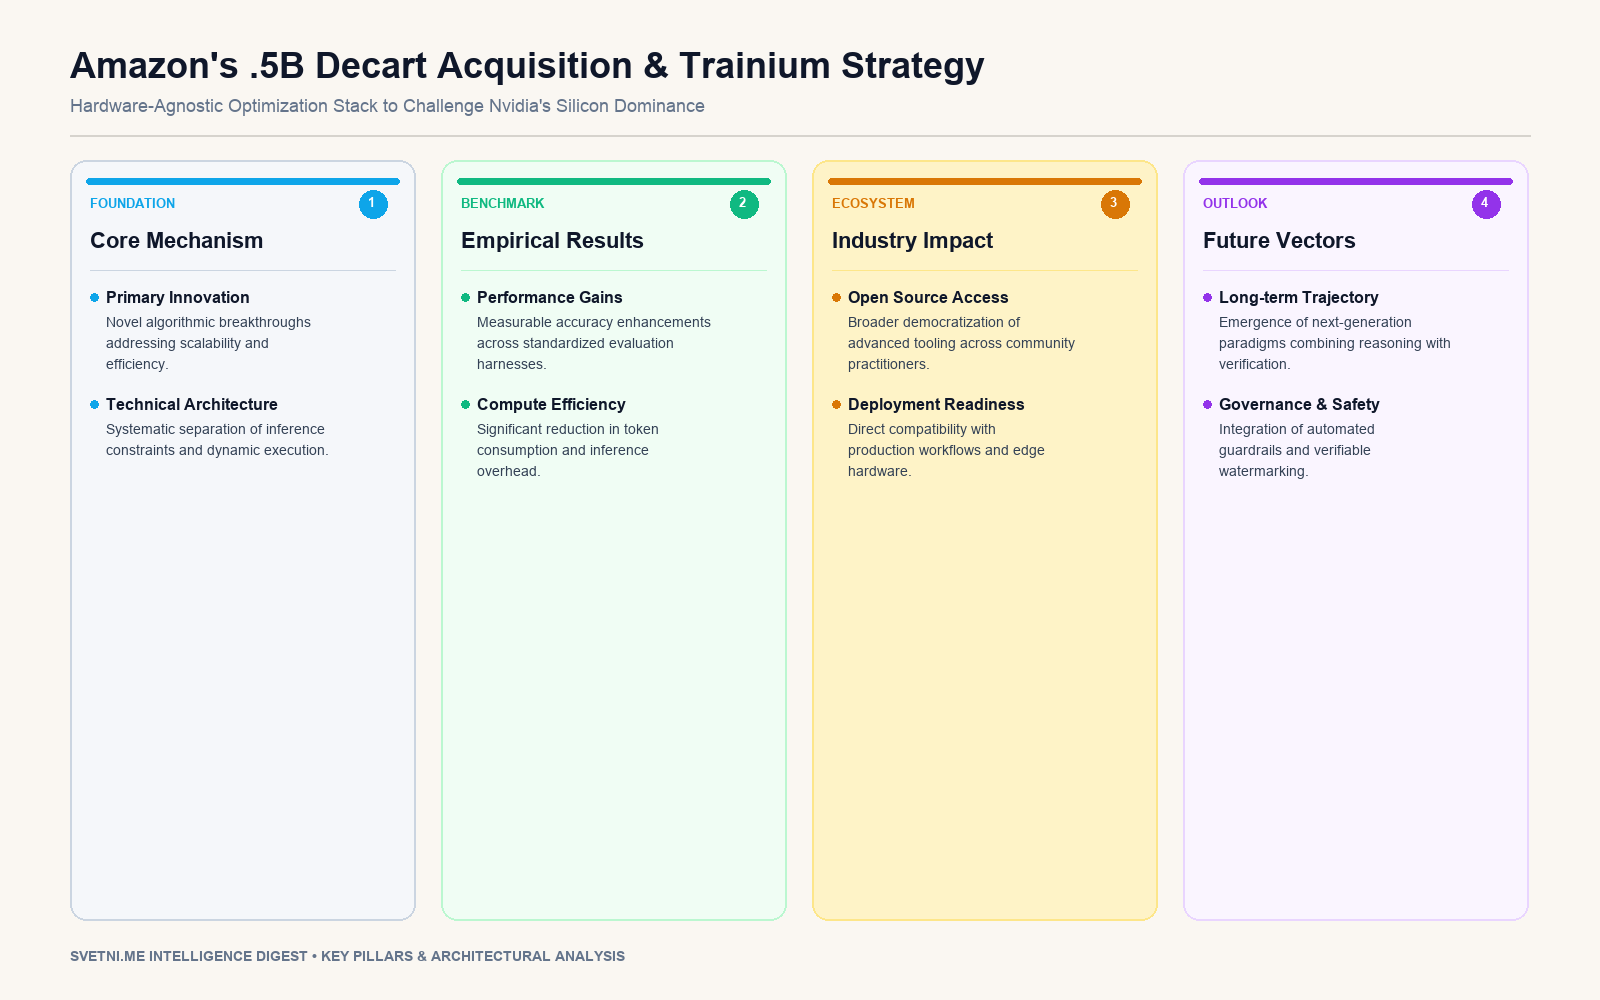 Amazon's .5B Decart Acquisition & Trainium Strategy
Hardware-Agnostic Optimization Stack to Challenge Nvidia's Silicon Dominance
FOUNDATION
1
Core Mechanism
Primary Innovation
Novel algorithmic breakthroughs
addressing scalability and
efficiency.
Technical Architecture
Systematic separation of inference
constraints and dynamic execution.
BENCHMARK
2
Empirical Results
Performance Gains
Measurable accuracy enhancements
across standardized evaluation
harnesses.
Compute Efficiency
Significant reduction in token
consumption and inference
overhead.
ECOSYSTEM
3
Industry Impact
Open Source Access
Broader democratization of
advanced tooling across community
practitioners.
Deployment Readiness
Direct compatibility with
production workflows and edge
hardware.
OUTLOOK
4
Future Vectors
Long-term Trajectory
Emergence of next-generation
paradigms combining reasoning with
verification.
Governance & Safety
Integration of automated
guardrails and verifiable
watermarking.
SVETNI.ME INTELLIGENCE DIGEST • KEY PILLARS & ARCHITECTURAL ANALYSIS